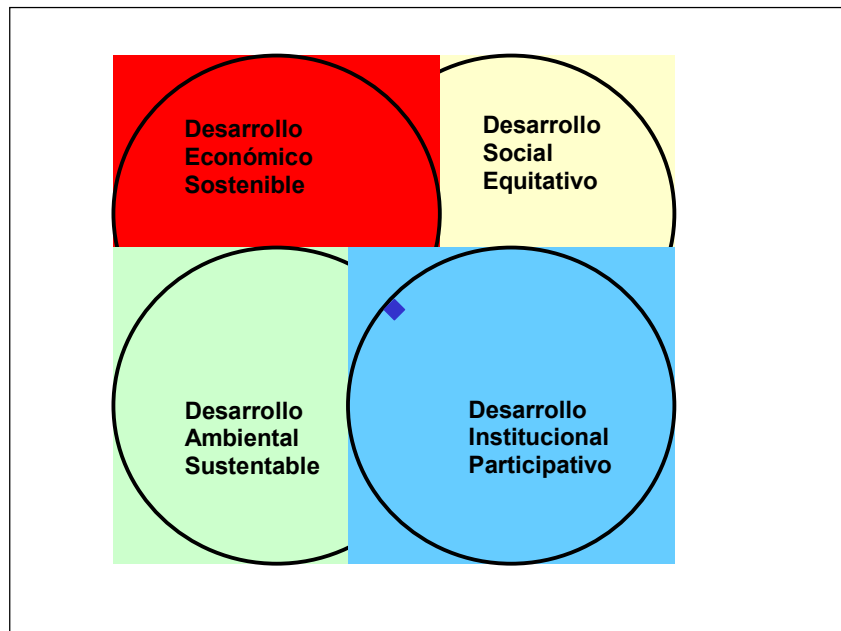 Desarrollo
Económico
Sostenible
Desarrollo
Social
Equitativo
Desarrollo
Ambiental
Sustentable
Desarrollo
Institucional
Participativo